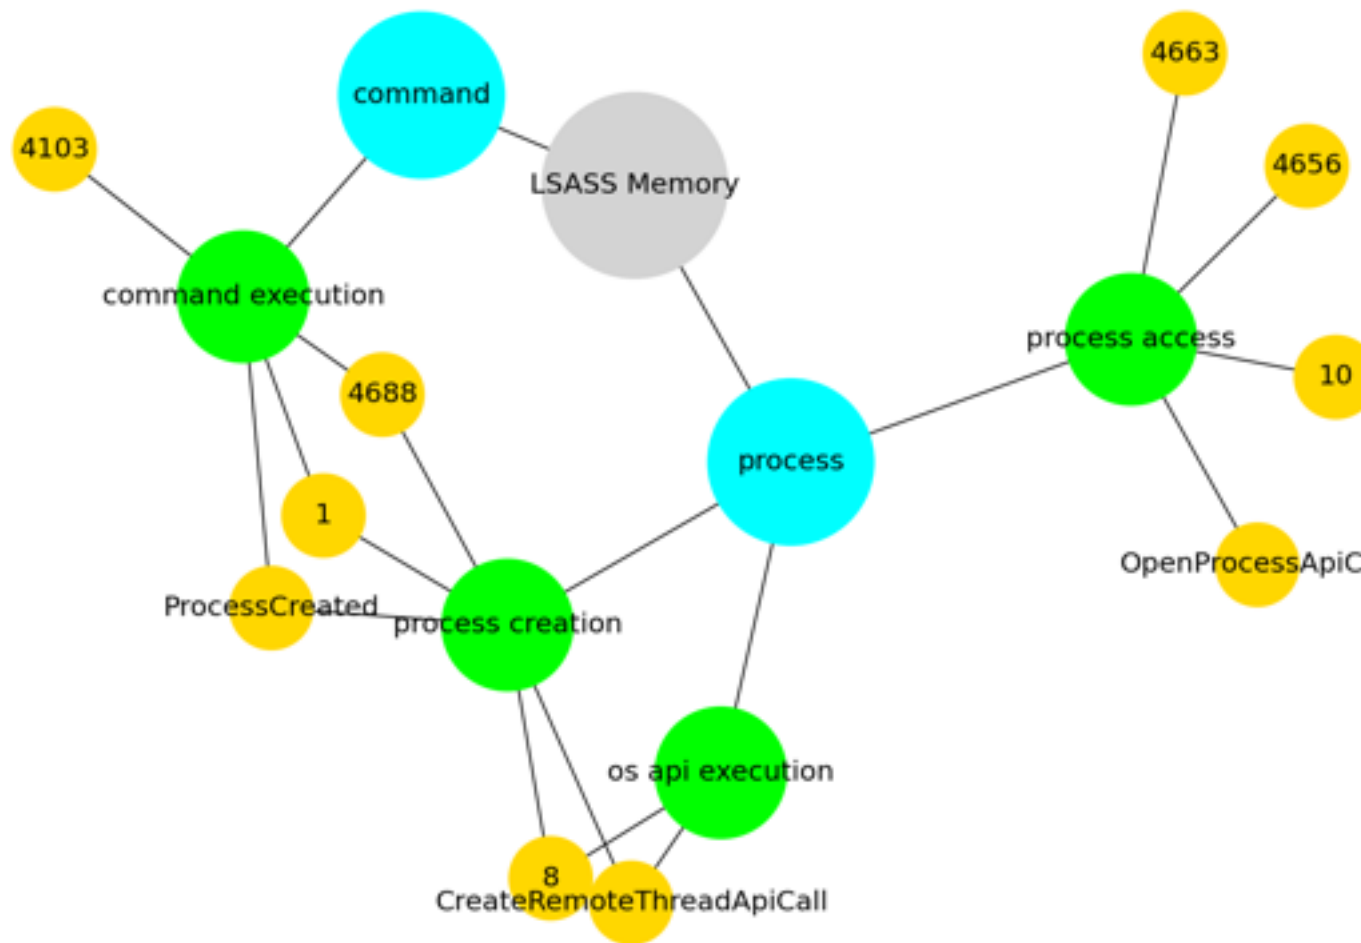 4663
command
4103
4656
LSASS Memory
command execution
process access
10
4688
process
1
OpenProcessApiC
ProcessCreated
process creation
os api execution
8
CreateRemoteThreadApiCall